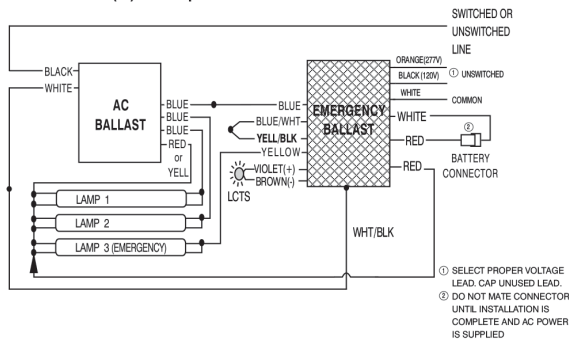 SWITCHED OR
UNSWITCHED
LINE
ORANGE(277V)
BLACK (120V)
① UNSWITCHED
WHITE
COMMON
BLACK
WHITE
AC
BALLAST
BLUE
BLUE
BLUE
RED
or
YELL
BLUE
BLUE/WHT
YELL/BLK
YELLOW
VIOLET(+)
BROWN(-)
LCTS
EMERGENCY
BALLAST
WHITE
RED
②
BATTERY
CONNECTOR
RED
LAMP 1
LAMP 2
LAMP 3 (EMERGENCY)
WHT/BLK
① SELECT PROPER VOLTAGE
LEAD. CAP UNUSED LEAD.
② DO NOT MATE CONNECTOR
UNTIL INSTALLATION IS
COMPLETE AND AC POWER
IS SUPPLIED